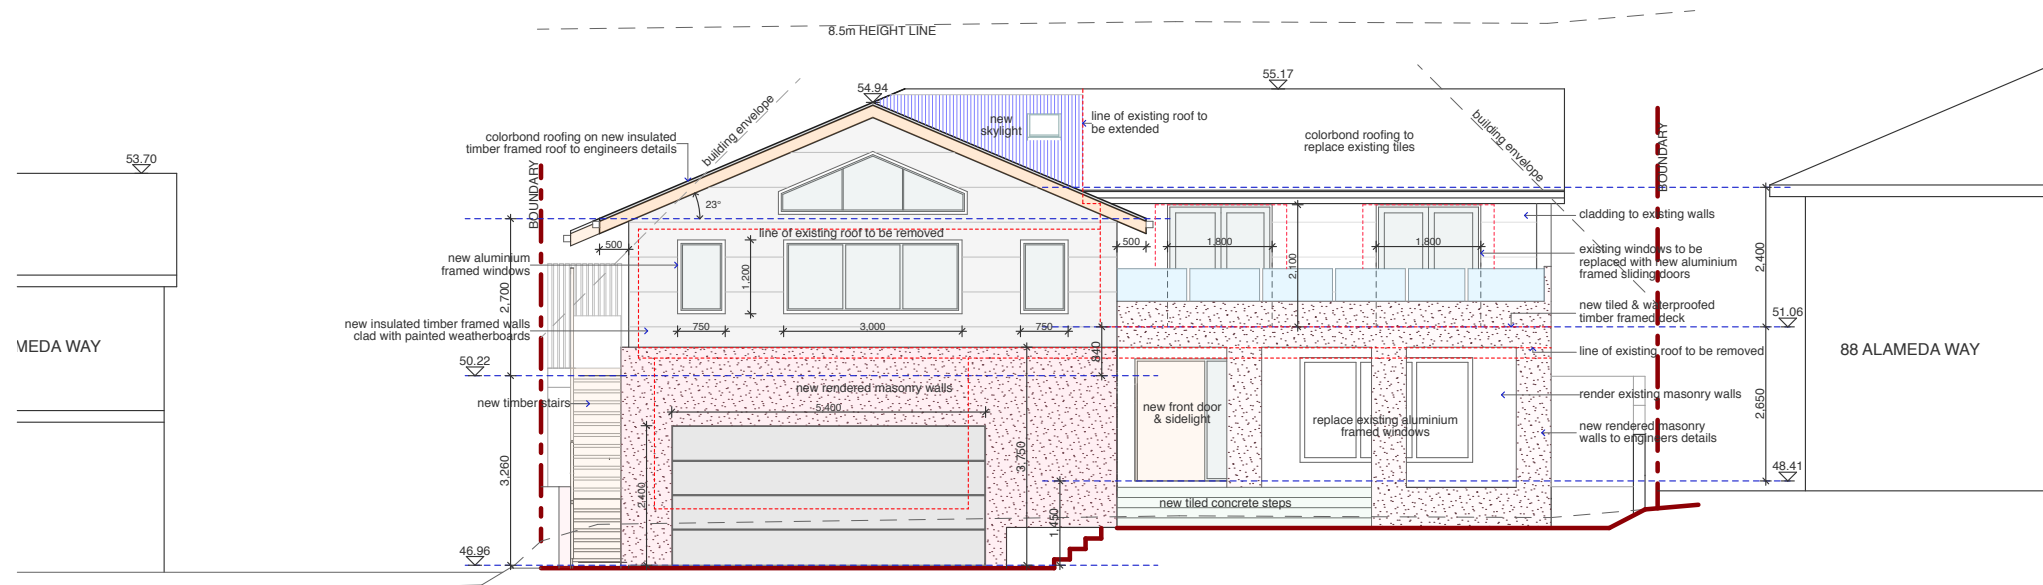 8.5m HEIGHT LINE
55.17
54.94
building envelope
new
skylight
line of existing roof to
be extended
colorbond roofing to
replace existing tiles
building envelope
BOUNDARY
colorbond roofing on new insulated
timber framed roof to engineers details
53.70
BOUNDARY
23°
cladding to existing walls
line of existing roof to be removed
500
500
1,800
1,800
existing windows to be
replaced with new aluminium
framed sliding doors
2,400
new aluminium
framed windows
1,200
2,100
2,700
new tiled & waterproofed
timber framed deck
51.06
new insulated timber framed walls
clad with painted weatherboards
750
3,000
750
MEDA WAY
840
line of existing roof to be removed
88 ALAMEDA WAY
50.22
new rendered masonry walls
render existing masonry walls
2,650
new timber stairs
5,400
new front door
& sidelight
replace existing aluminium
framed windows
new rendered masonry
walls to engineers details
3,260
3,750
48.41
2,400
new tiled concrete steps
1,450
46.96